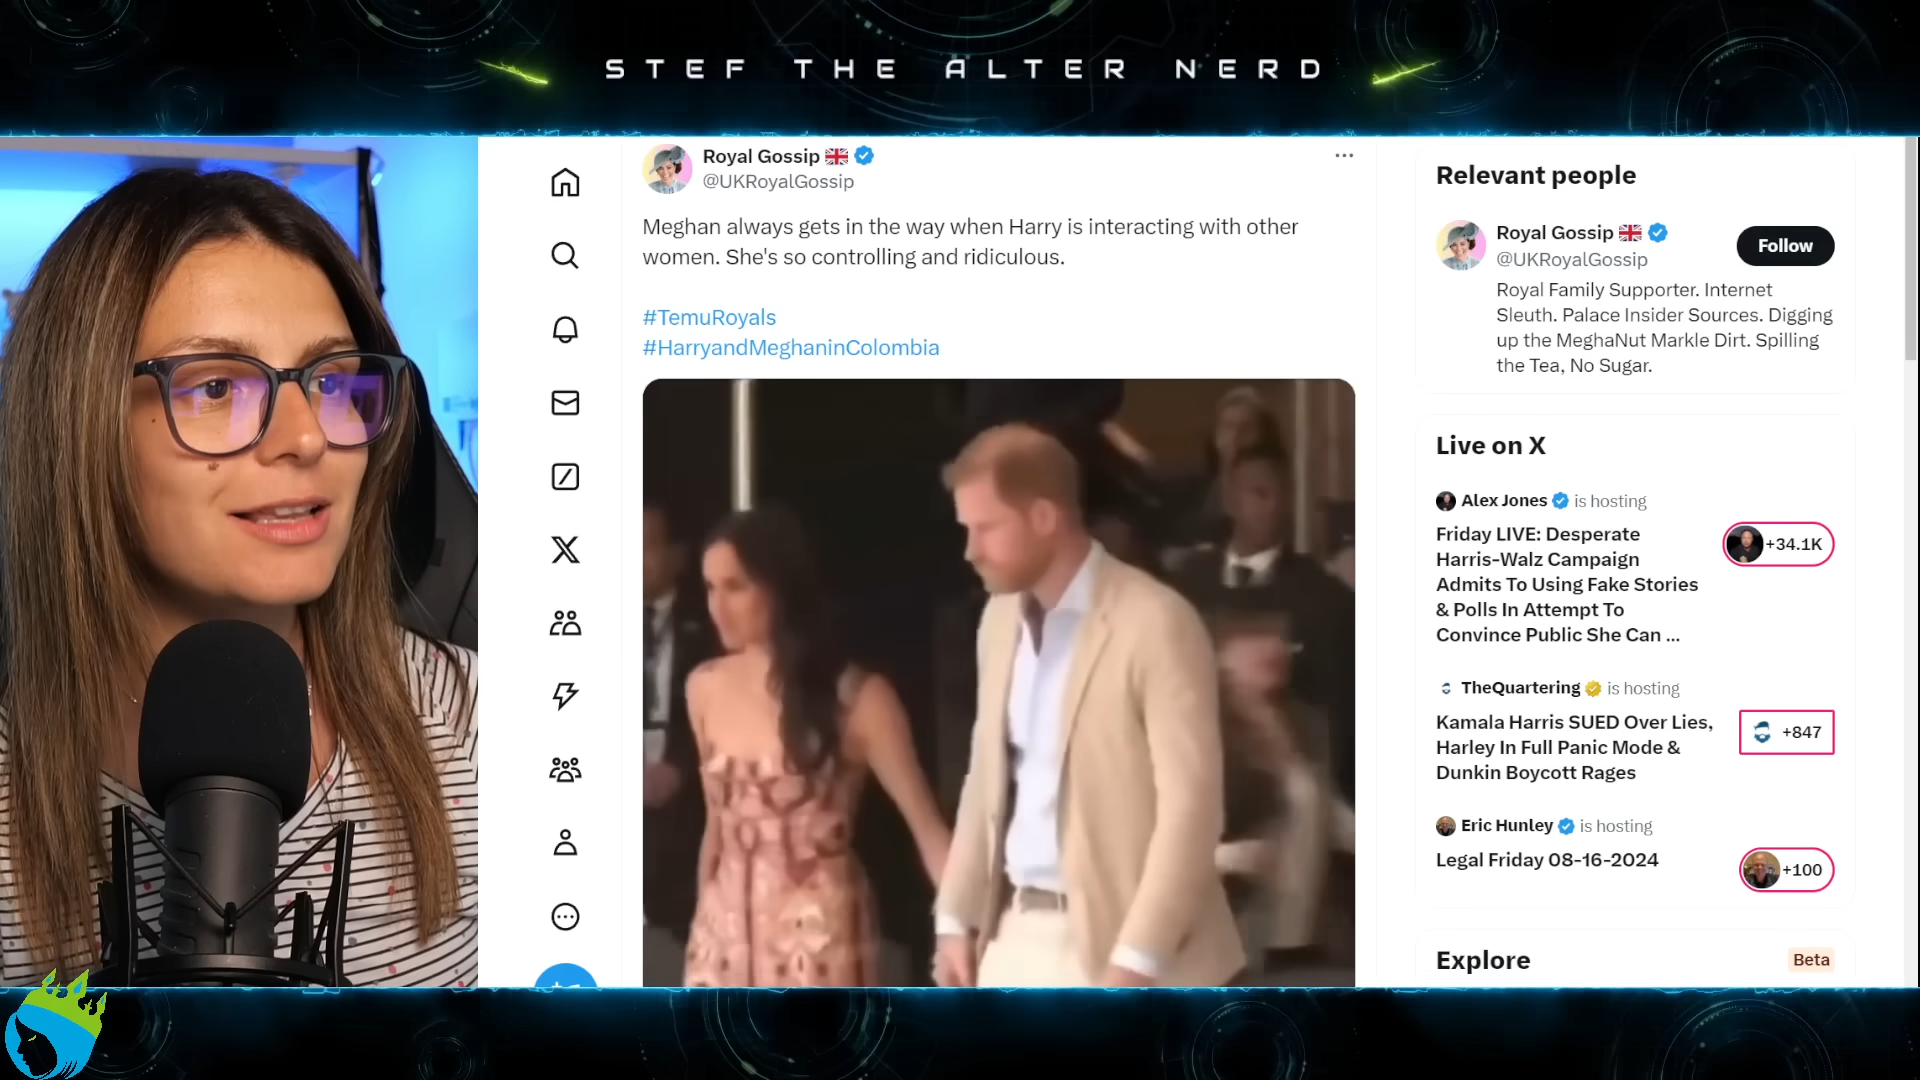 STEF THE ALTER NERD
Royal Gossip
@UKRoyalGossip
Meghan always gets in the way when Harry is interacting with other
women. She's so controlling and ridiculous.
#TemuRoyals
#HarryandMeghaninColombia
Relevant people
Royal Gossip
@UKRoyalGossip
Follow
Royal Family Supporter. Internet
Sleuth. Palace Insider Sources. Digging
up the MeghaNut Markle Dirt. Spilling
the Tea, No Sugar.
Live on X
Alex Jones is hosting
Friday LIVE: Desperate
Harris-Walz Campaign
Admits To Using Fake Stories
& Polls In Attempt To
Convince Public She Can ...
+34.1K
TheQuartering is hosting
Kamala Harris SUED Over Lies,
Harley In Full Panic Mode &
Dunkin Boycott Rages
+847
Eric Hunley is hosting
Legal Friday 08-16-2024
+100
Explore
Beta